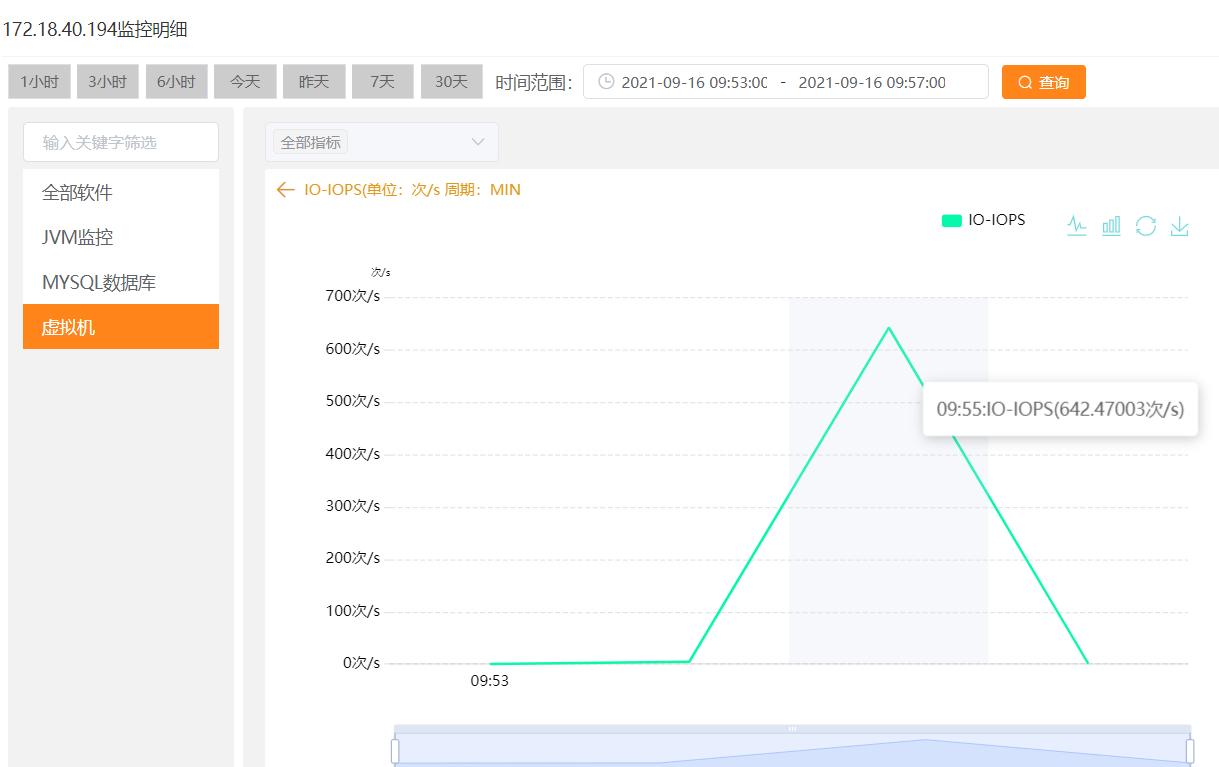 172.18.40.194监控明细
1小时 3小时 6小时 今天 昨天 7天 30天 时间范围： 2021-09-16 09:53:00 - 2021-09-16 09:57:00 查询
输入关键字筛选
全部软件
JVM监控
MYSQL数据库
虚拟机
全部指标
IO-IOPS(单位：次/s 周期：MIN
IO-IOPS
次/s
700次/s
600次/s
500次/s
400次/s
300次/s
200次/s
100次/s
0次/s
09:55:IO-IOPS(642.47003次/s)
09:53